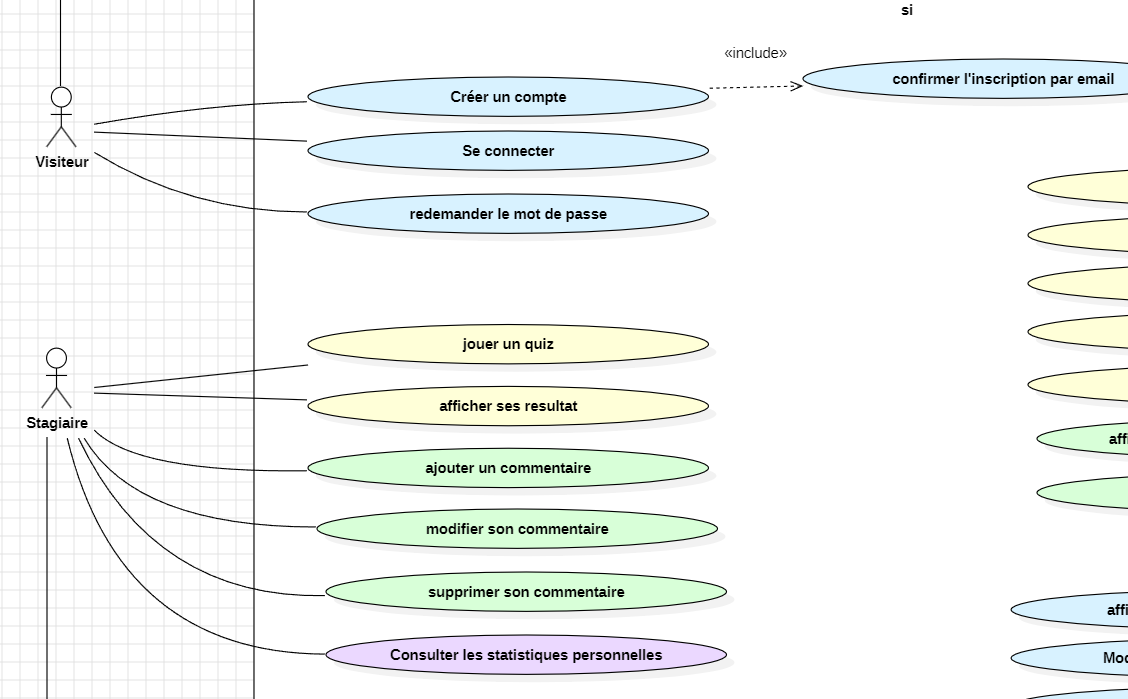 si
«include»
confirmer l'inscription par email
Créer un compte
Se connecter
Visiteur
redemander le mot de passe
jouer un quiz
afficher ses resultat
Stagiaire
ajouter un commentaire
modifier son commentaire
supprimer son commentaire
Consulter les statistiques personnelles